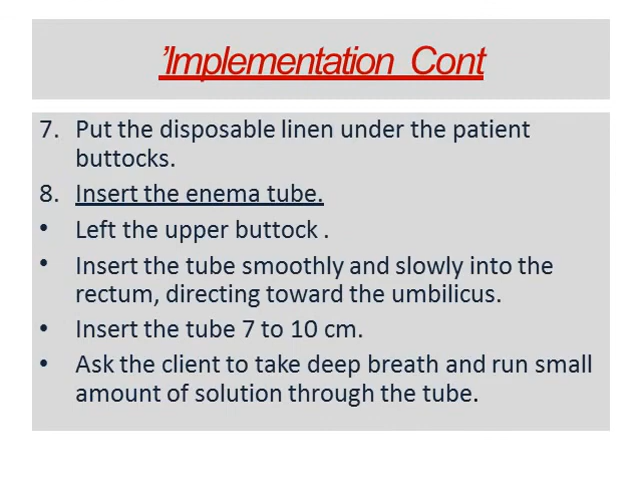 ’Implementation Cont
7. Put the disposable linen under the patient
buttocks.
8. Insert the enema tube.
• Left the upper buttock .
• Insert the tube smoothly and slowly into the
rectum, directing toward the umbilicus.
• Insert the tube 7 to 10 cm.
• Ask the client to take deep breath and run small
amount of solution through the tube.